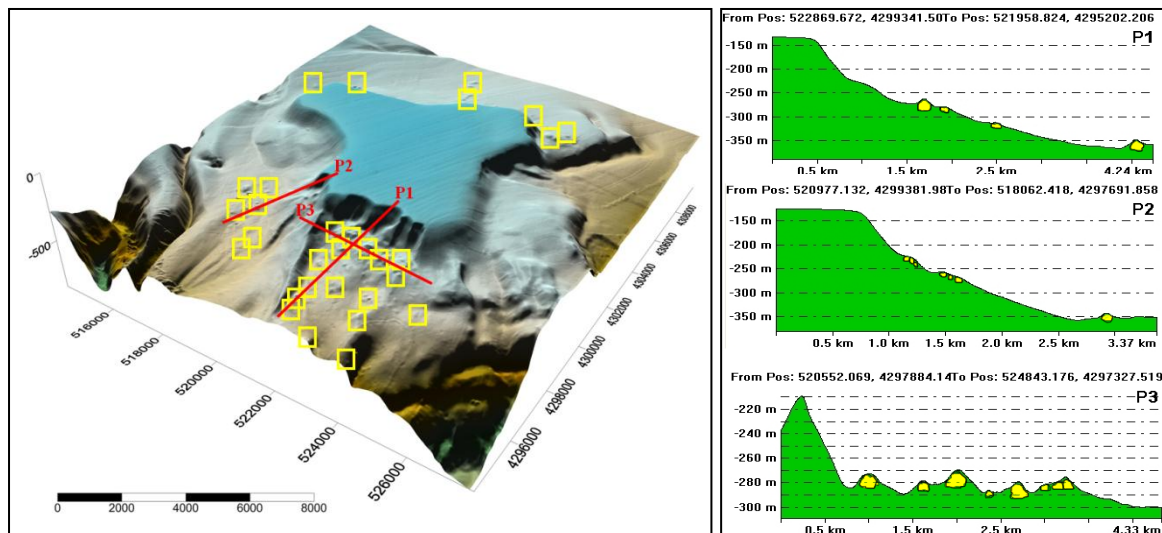 P2
P1
P3
0
-500
516000
518000
520000
522000
524000
526000
4296000
4298000
4300000
4302000
4304000
4306000
4308000
0 2000 4000 6000 8000
From Pos: 522869.672, 4299341.50To Pos: 521958.824, 4295202.206
P1
-150 m
-200 m
-250 m
-300 m
-350 m
0.5 km 1.5 km 2.5 km 4.24 km
From Pos: 520977.132, 4299381.98To Pos: 518062.418, 4297691.858
P2
-150 m
-200 m
-250 m
-300 m
-350 m
0.5 km 1.0 km 1.5 km 2.0 km 2.5 km 3.37 km
From Pos: 520552.069, 4297884.14To Pos: 524843.176, 4297327.519
P3
-220 m
-240 m
-260 m
-280 m
-300 m
0.5 km 1.5 km 2.5 km 4.33 km